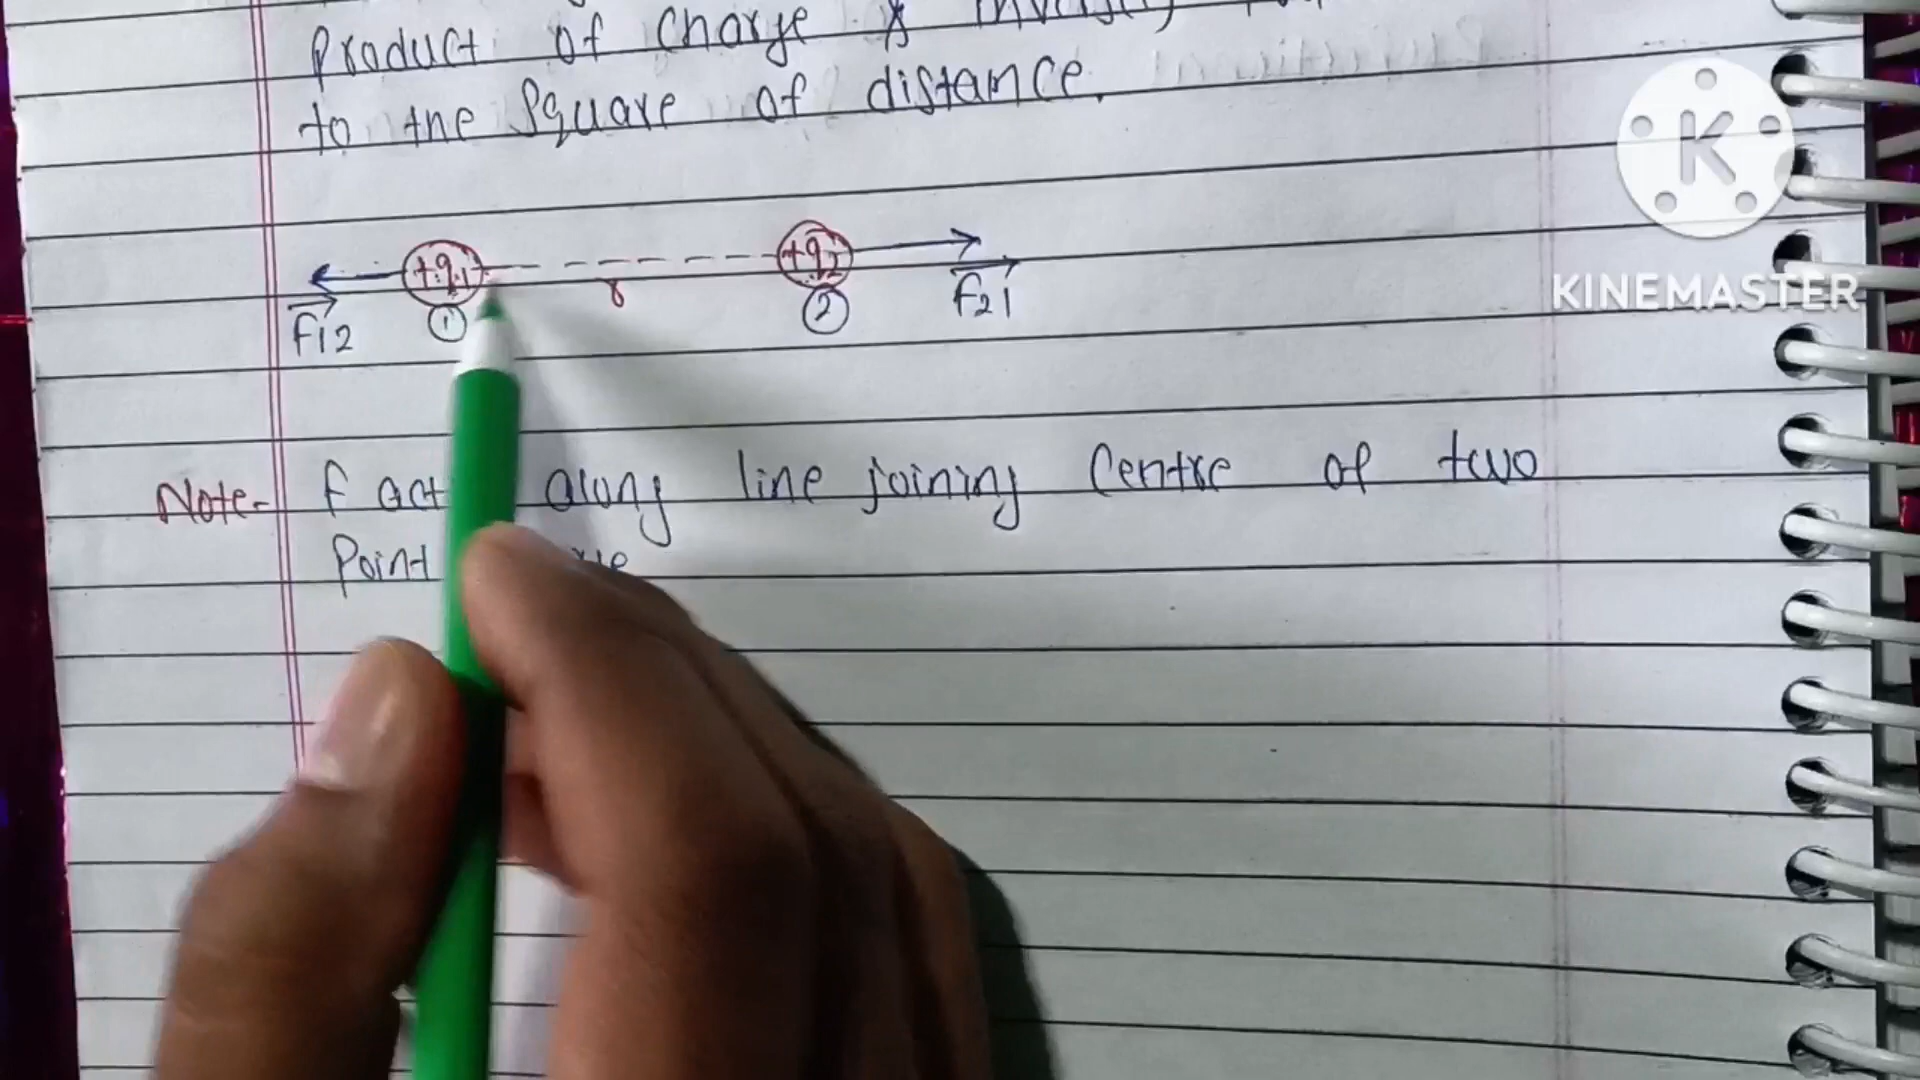 Product of Charge &
to the Square of distance.
+q1 r +q2
① ②
F12 F21
KINEMASTER
Note- F act along line joining Centre of two
Point